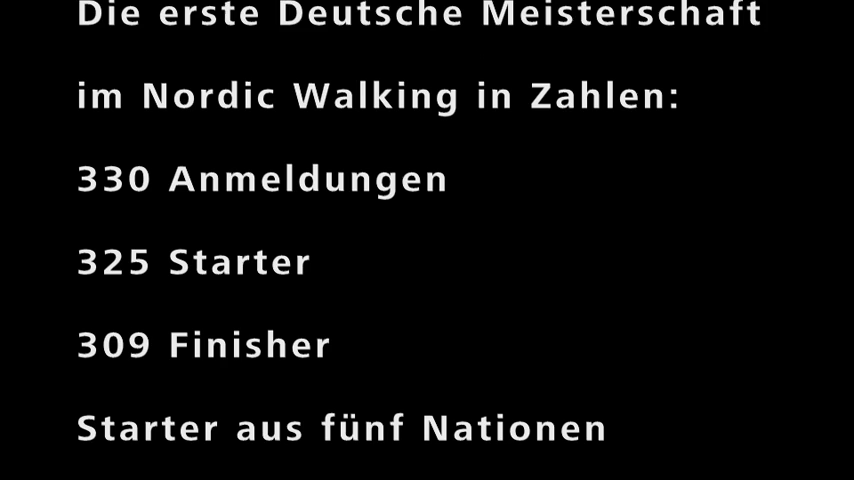 Die erste Deutsche Meisterschaft
im Nordic Walking in Zahlen:
330 Anmeldungen
325 Starter
309 Finisher
Starter aus fünf Nationen